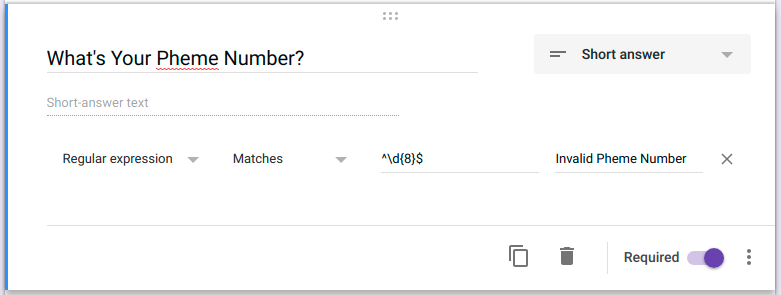 What's Your Pheme Number?
Short answer
Short-answer text
Regular expression Matches ^\d{8}$ Invalid Pheme Number
Required